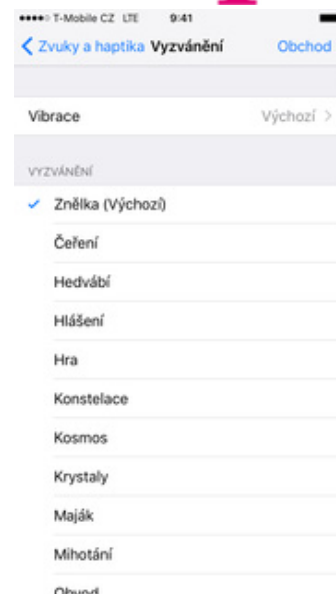 T-Mobile CZ LTE 9:41
Zvuky a haptika Vyzvánění Obchod
Vibrace Výchozí
VYZVÁNĚNÍ
Znělka (Výchozí)
Čeření
Hedvábí
Hlášení
Hra
Konstelace
Kosmos
Krystaly
Maják
Mihotání
Obvod